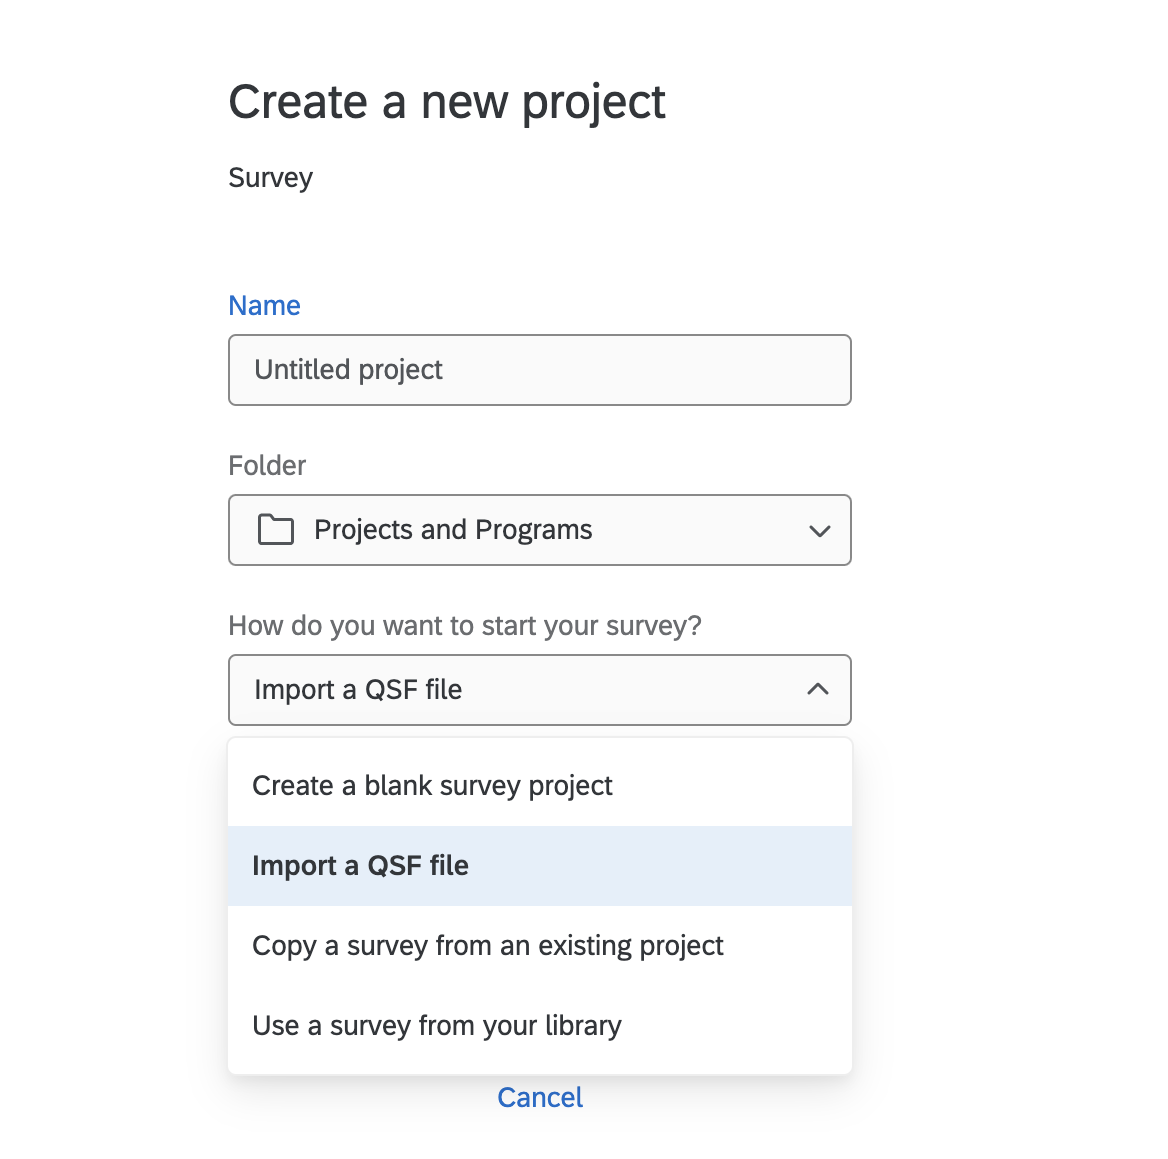 Create a new project
Survey
Name
Untitled project
Folder
Projects and Programs
How do you want to start your survey?
Import a QSF file
Create a blank survey project
Import a QSF file
Copy a survey from an existing project
Use a survey from your library
Cancel